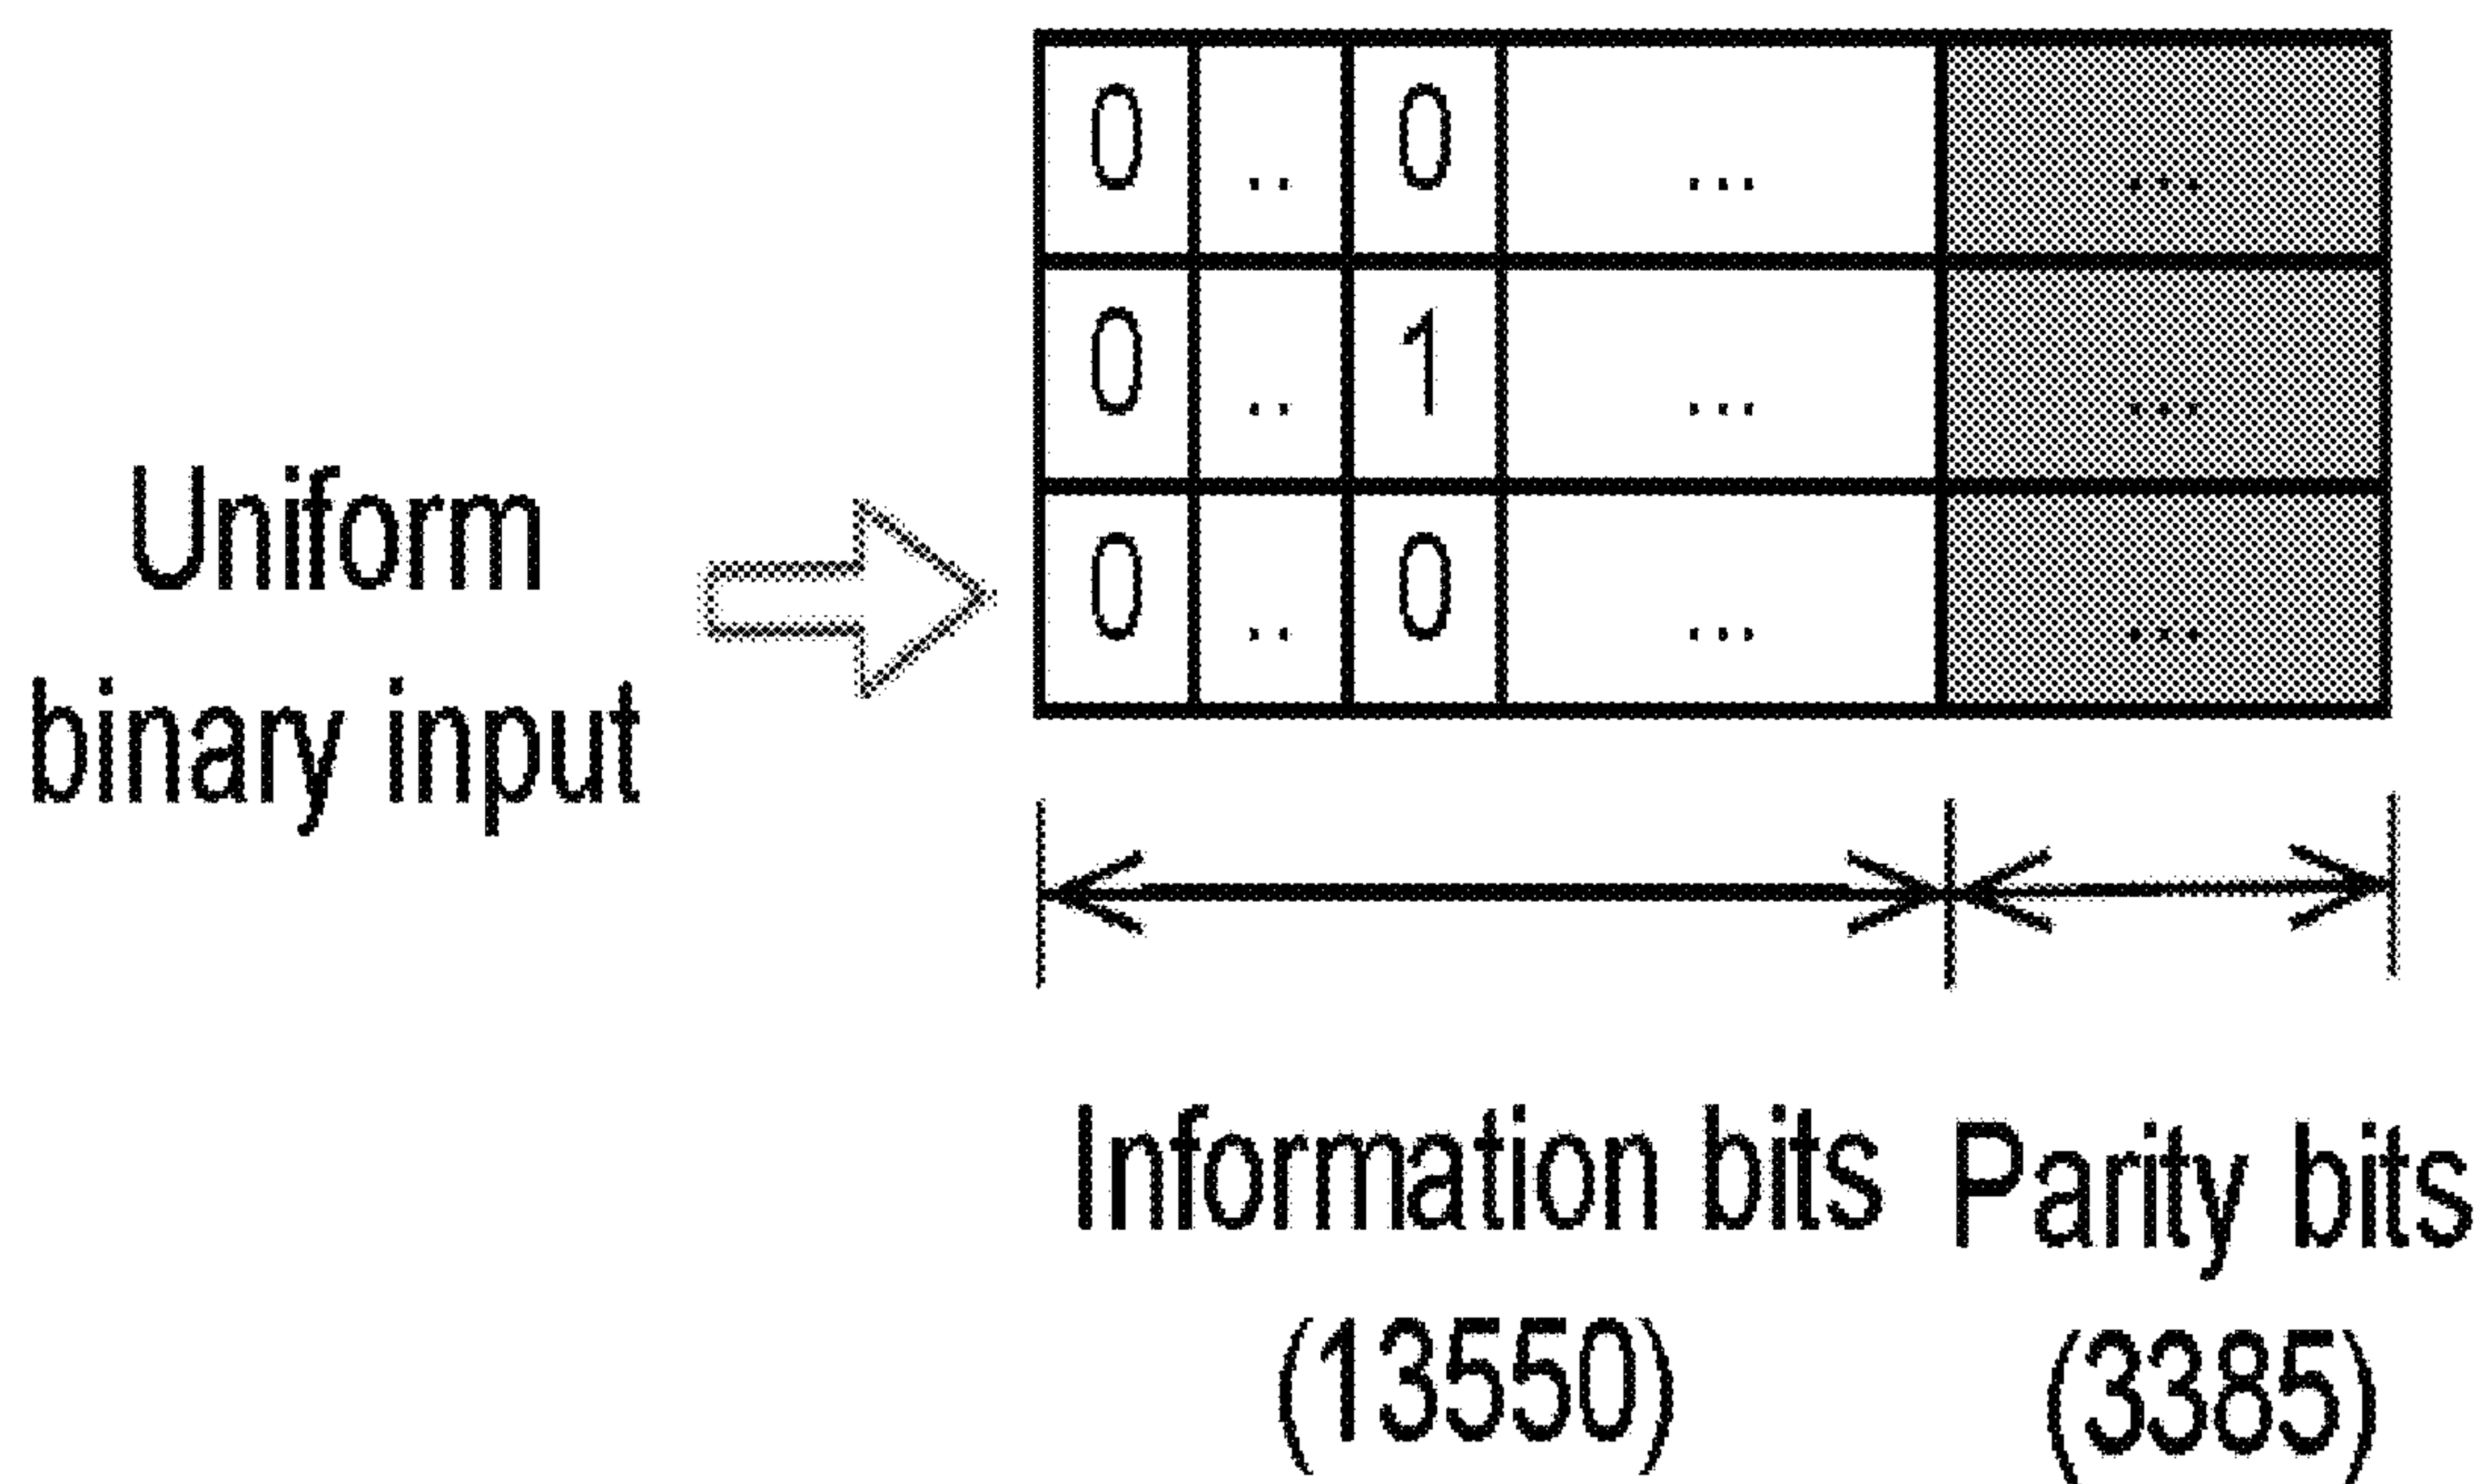 0 .. 0 ... ...
0 .. 1 ... ...
0 .. 0 ... ...
Uniform
binary input
Information bits
(13550)
Parity bits
(3385)